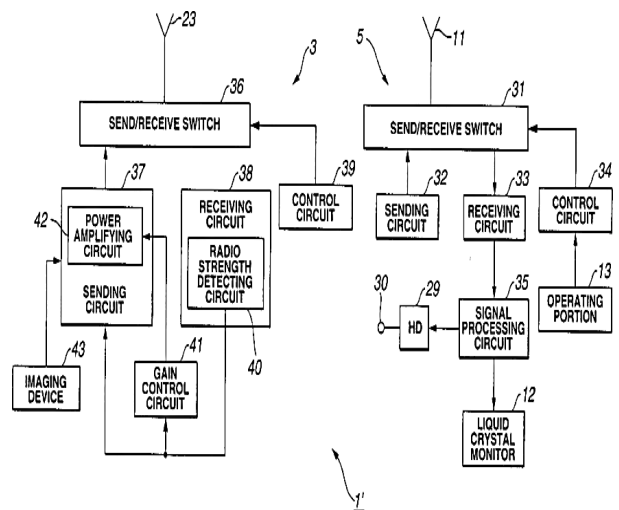 23
3
5
11
36
SEND/RECEIVE SWITCH
31
SEND/RECEIVE SWITCH
37
38
39
32
33
34
42
POWER
AMPLIFYING
CIRCUIT
SENDING
CIRCUIT
RECEIVING
CIRCUIT
RADIO
STRENGTH
DETECTING
CIRCUIT
40
CONTROL
CIRCUIT
SENDING
CIRCUIT
RECEIVING
CIRCUIT
CONTROL
CIRCUIT
13
OPERATING
PORTION
30
29
HD
35
SIGNAL
PROCESSING
CIRCUIT
43
IMAGING
DEVICE
41
GAIN
CONTROL
CIRCUIT
12
LIQUID
CRYSTAL
MONITOR
1'